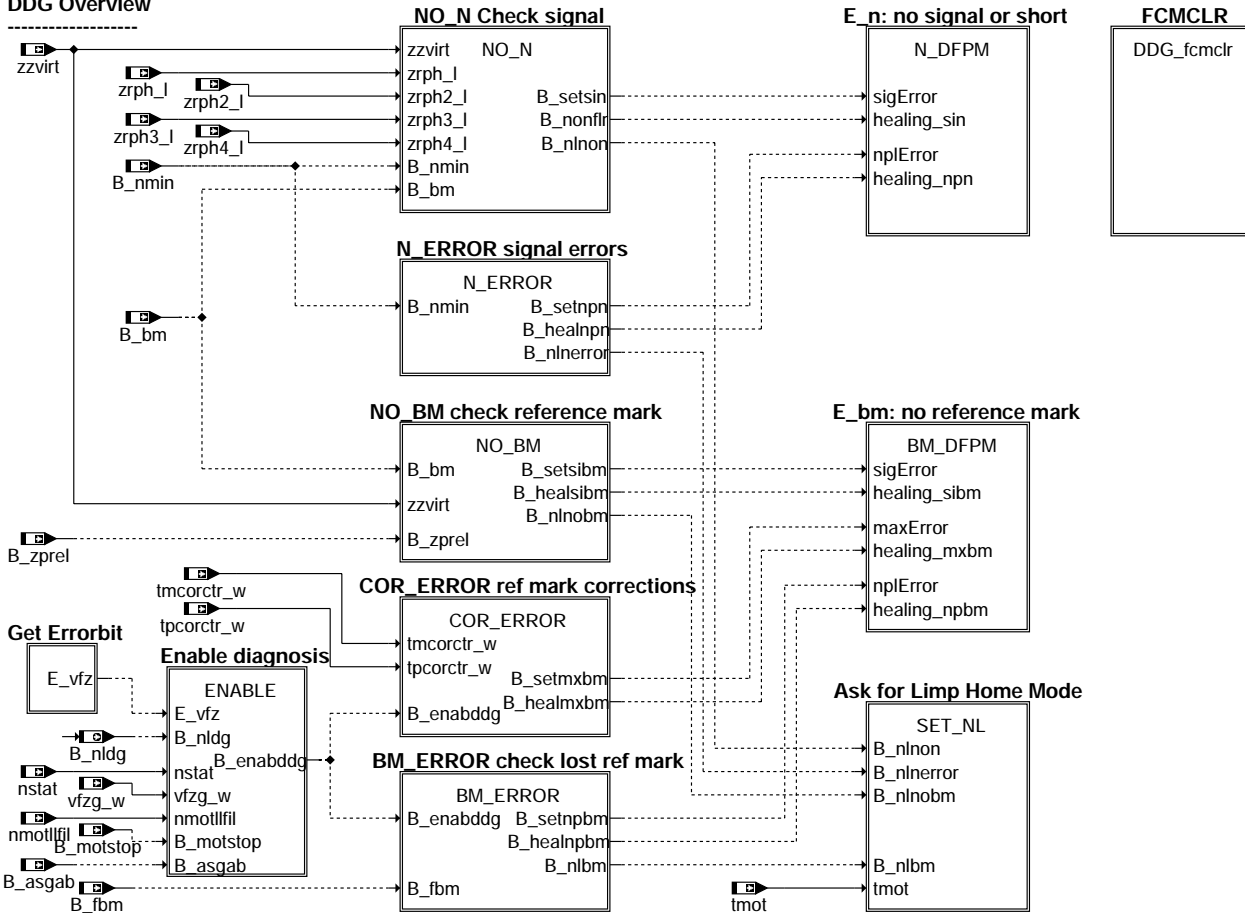 DDG Overview
--------------------
NO_N Check signal
E_n: no signal or short
FCMCLR
zzvirt
zrph_l
zrph2_l
zrph3_l
zrph4_l
B_nmin
zzvirt
NO_N
zrph_l
zrph2_l
zrph3_l
zrph4_l
B_nmin
B_bm
B_setsin
B_nonflr
B_nlnon
N_DFPM
sigError
healing_sin
nplError
healing_npn
DDG_fcmclr
N_ERROR signal errors
N_ERROR
B_nmin
B_setnpn
B_healnpn
B_nlnerror
B_bm
NO_BM check reference mark
NO_BM
B_bm
zzvirt
B_zprel
B_setsibm
B_healsibm
B_nlnobm
B_zprel
E_bm: no reference mark
BM_DFPM
sigError
healing_sibm
maxError
healing_mxbm
nplError
healing_npbm
tmcorctr_w
tpcorctr_w
COR_ERROR ref mark corrections
COR_ERROR
tmcorctr_w
tpcorctr_w
B_enabddg
B_setmxbm
B_healmxbm
Get Errorbit
E_vfz
Enable diagnosis
ENABLE
E_vfz
B_nldg
nstat
vfzg_w
nmotllfil
B_motstop
B_asgab
B_enabddg
B_nldg
nstat
vfzg_w
nmotllfil
B_motstop
B_asgab
B_fbm
BM_ERROR check lost ref mark
BM_ERROR
B_enabddg
B_fbm
B_setnpbm
B_healnpbm
B_nlbm
Ask for Limp Home Mode
SET_NL
B_nlnon
B_nlnerror
B_nlnobm
B_nlbm
tmot
tmot